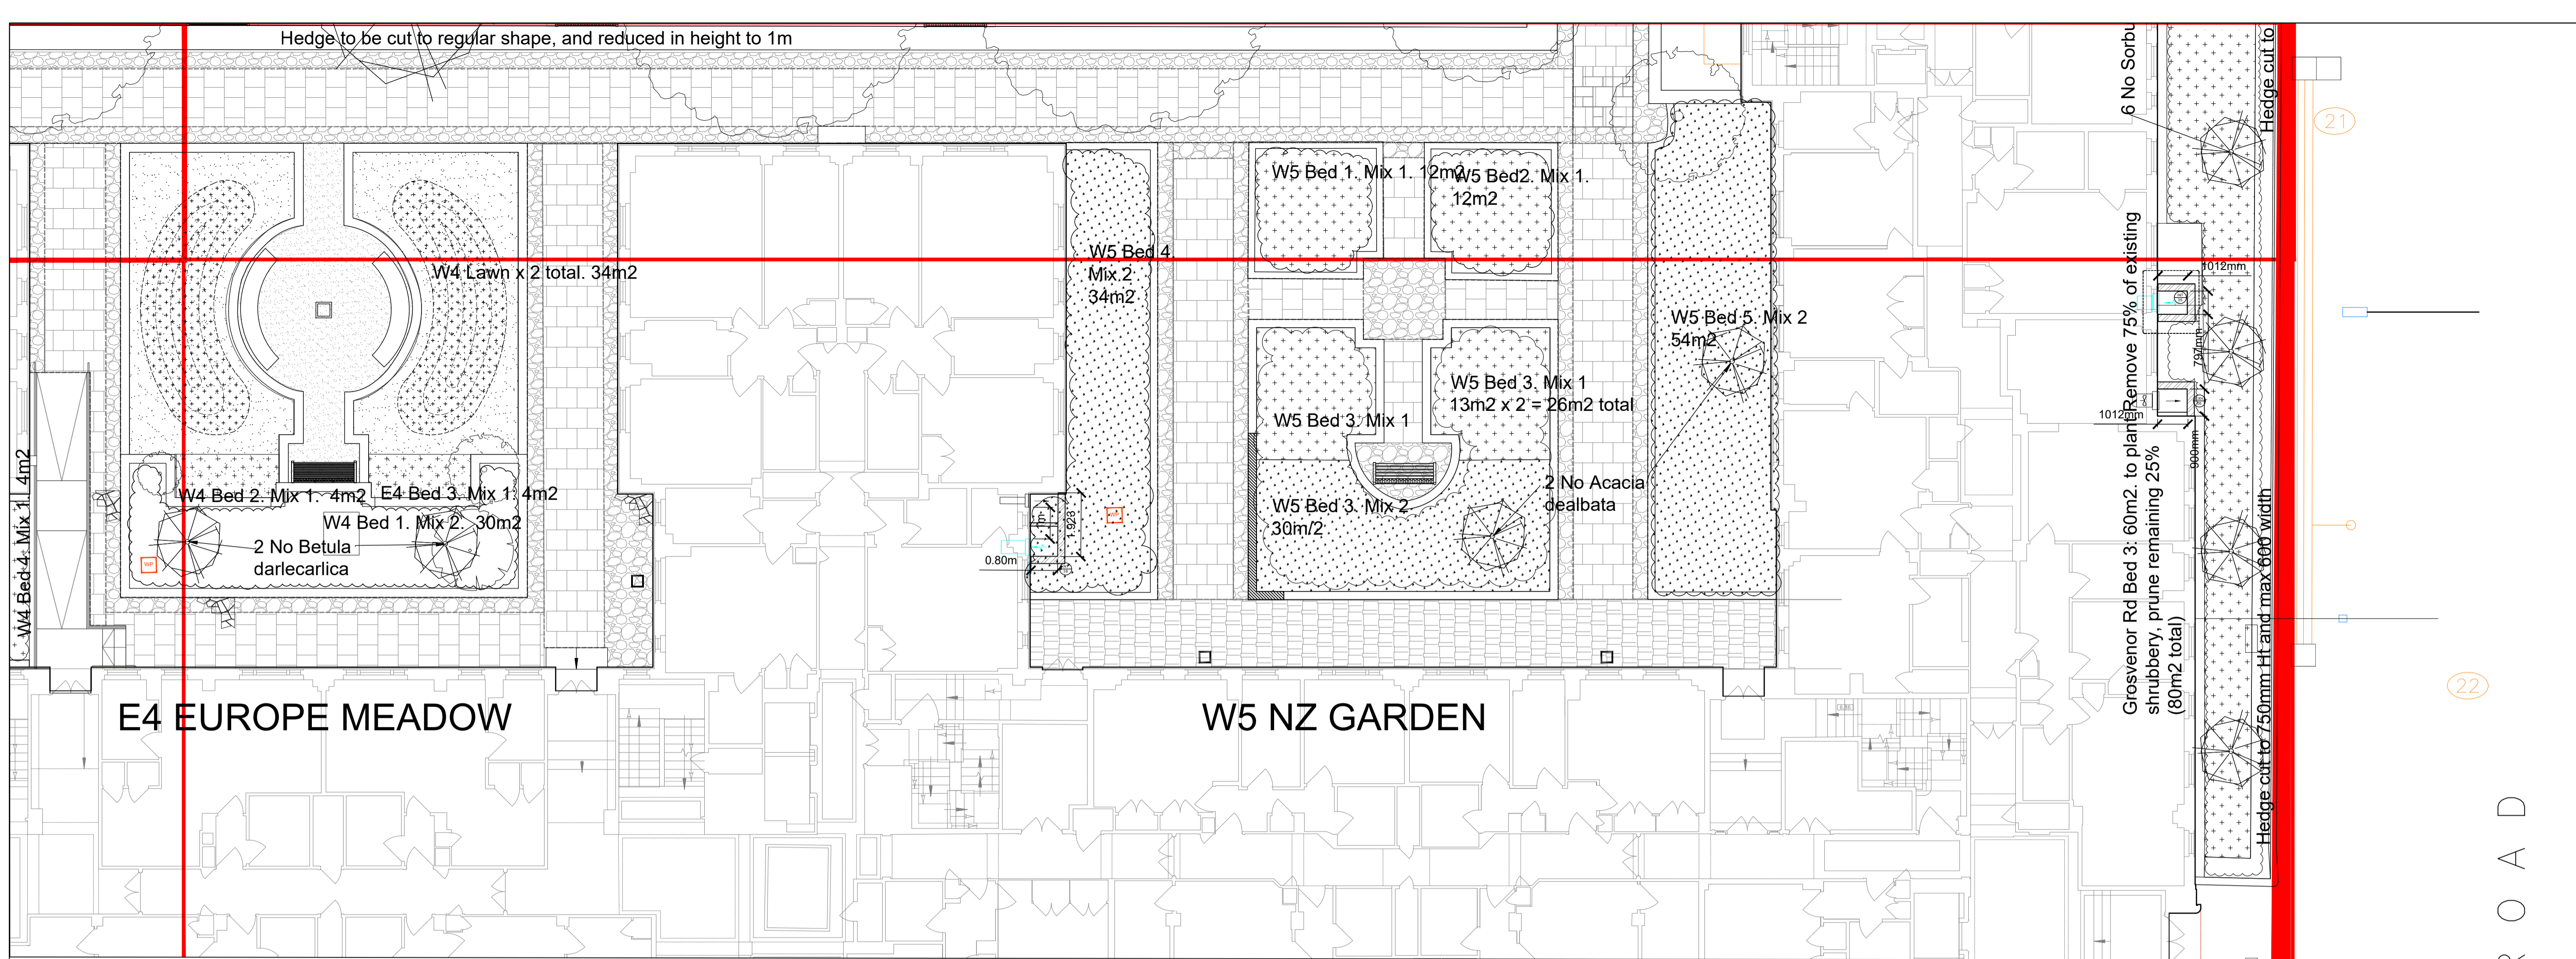 Hedge to be cut to regular shape, and reduced in height to 1m
W4 Lawn x 2 total. 34m2
W4 Bed 4. Mix 1. 4m2
W4 Bed 2. Mix 1. 4m2
E4 Bed 3. Mix 1. 4m2
W4 Bed 1. Mix 2. 30m2
2 No Betula
darlecarlica
WP
E4 EUROPE MEADOW
W5 Bed 4.
Mix 2
34m2
WP
1m
1.928
0.80m
W5 Bed 1. Mix 1. 12m2
W5 Bed2. Mix 1.
12m2
W5 Bed 3. Mix 1
13m2 x 2 = 26m2 total
W5 Bed 3. Mix 1
W5 Bed 3. Mix 2.
30m/2
2 No Acacia
dealbata
W5 Bed 5. Mix 2
54m2
W5 NZ GARDEN
6 No Sorbu
Hedge cut to
Grosvenor Rd Bed 3: 60m2. to plant Remove 75% of existing
shrubbery, prune remaining 25%
(80m2 total)
1012mm
797mm
1012mm
900mm
Hedge cut to 750mm Ht and max 600 width
21
22
ROAD